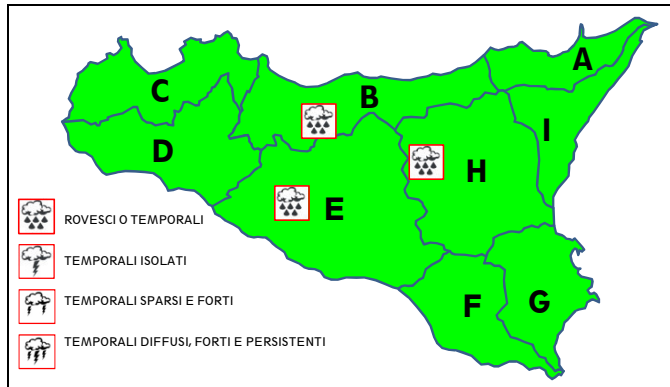 A
C
B
I
D
H
E
ROVESCI O TEMPORALI
TEMPORALI ISOLATI
F
G
TEMPORALI SPARSI E FORTI
TEMPORALI DIFFUSI, FORTI E PERSISTENTI